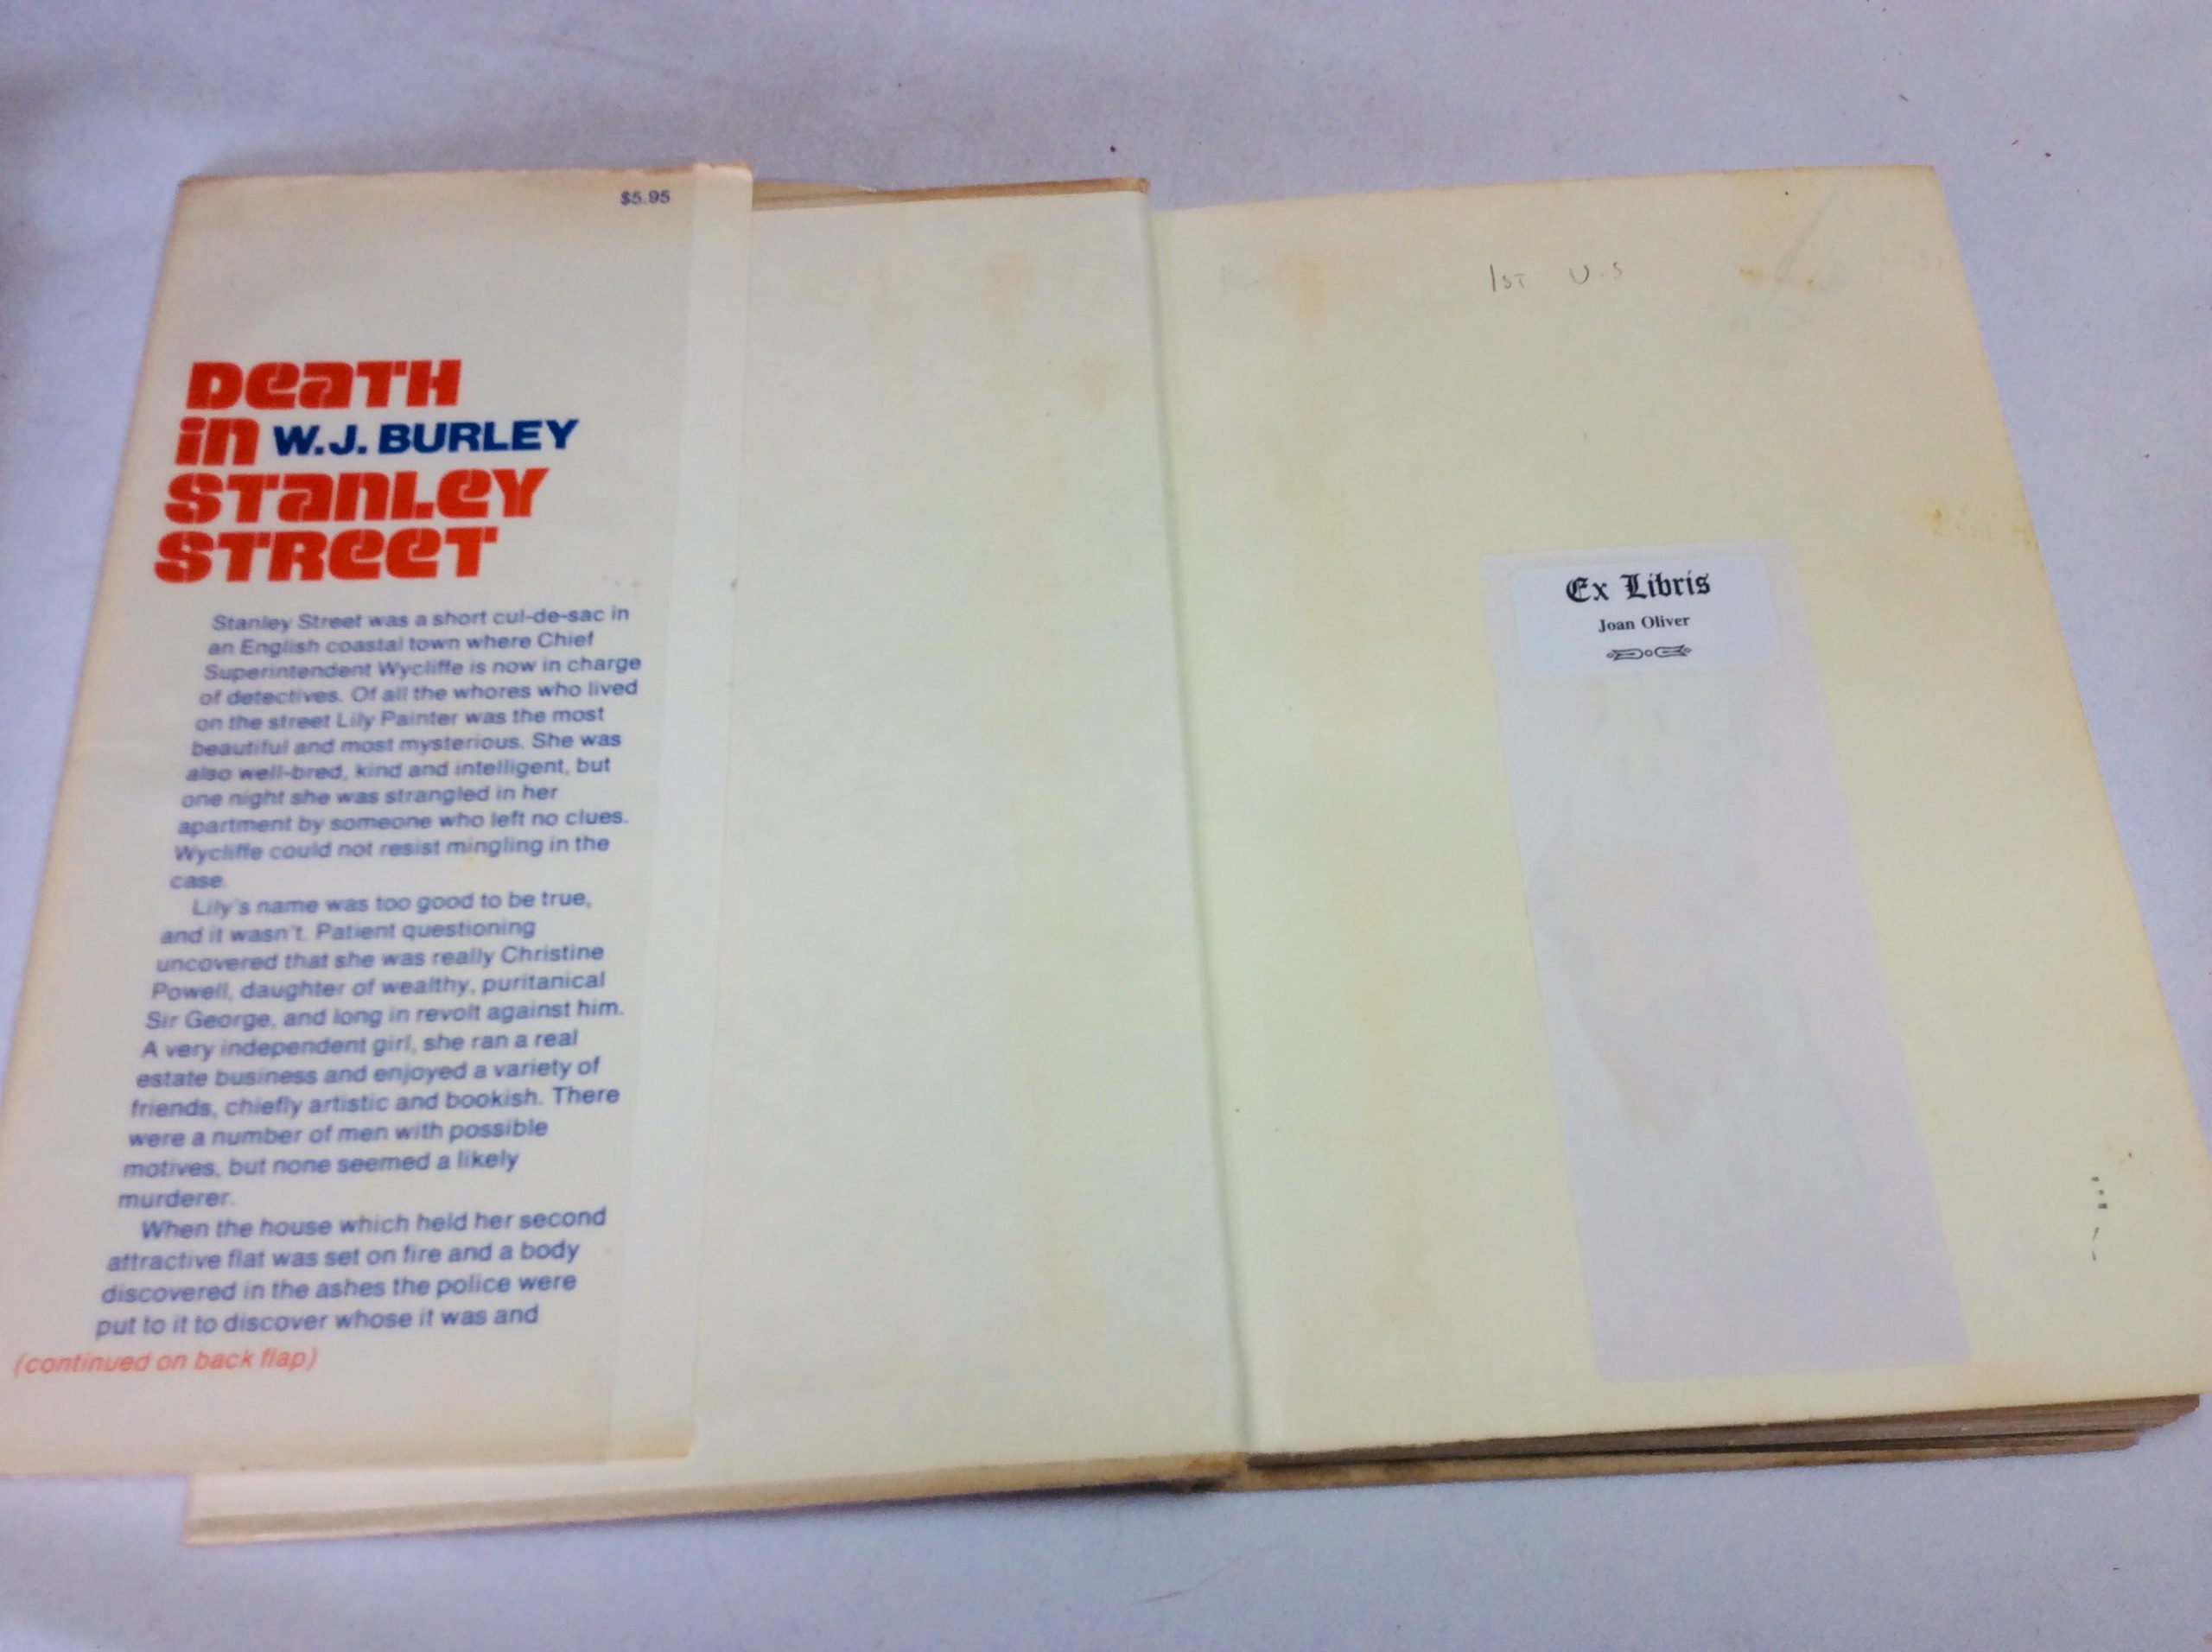 $5.95
Death
in W.J. BURLEY
Stanley
Street
Stanley Street was a short cul-de-sac in
an English coastal town where Chief
Superintendent Wycliffe is now in charge
of detectives. Of all the whores who lived
on the street Lily Painter was the most
beautiful and most mysterious. She was
also well-bred, kind and intelligent, but
one night she was strangled in her
apartment by someone who left no clues.
Wycliffe could not resist mingling in the
case.
Lily's name was too good to be true,
and it wasn't. Patient questioning
uncovered that she was really Christine
Powell, daughter of wealthy, puritanical
Sir George, and long in revolt against him.
A very independent girl, she ran a real
estate business and enjoyed a variety of
friends, chiefly artistic and bookish. There
were a number of men with possible
motives, but none seemed a likely
murderer.
When the house which held her second
attractive flat was set on fire and a body
discovered in the ashes the police were
put to it to discover whose it was and
(continued on back flap)
1ST U.S
Ex Libris
Joan Oliver